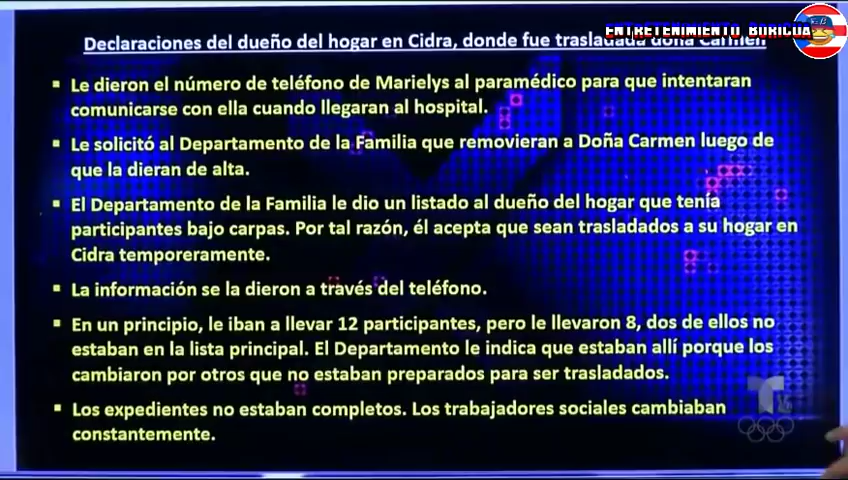 ENTRETENIMIENTO BORICUA
Declaraciones del dueño del hogar en Cidra, donde fue trasladada doña Carmen
▪ Le dieron el número de teléfono de Marielys al paramédico para que intentaran
comunicarse con ella cuando llegaran al hospital.
▪ Le solicitó al Departamento de la Familia que removieran a Doña Carmen luego de
que la dieran de alta.
▪ El Departamento de la Familia le dio un listado al dueño del hogar que tenía
participantes bajo carpas. Por tal razón, él acepta que sean trasladados a su hogar en
Cidra temporeramente.
▪ La información se la dieron a través del teléfono.
▪ En un principio, le iban a llevar 12 participantes, pero le llevaron 8, dos de ellos no
estaban en la lista principal. El Departamento le indica que estaban allí porque los
cambiaron por otros que no estaban preparados para ser trasladados.
▪ Los expedientes no estaban completos. Los trabajadores sociales cambiaban
constantemente.